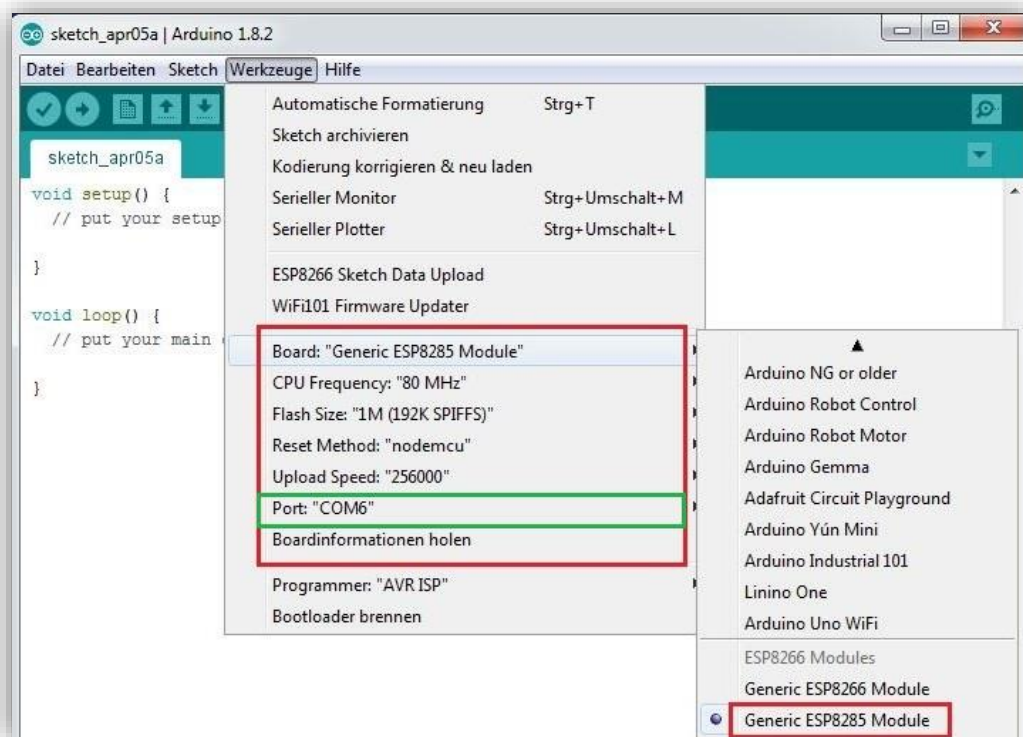 sketch_apr05a | Arduino 1.8.2
Datei Bearbeiten Sketch Werkzeuge Hilfe
sketch_apr05a
void setup() {
// put your setup
}
void loop() {
// put your main
}
Automatische Formatierung Strg+T
Sketch archivieren
Kodierung korrigieren & neu laden
Serieller Monitor Strg+Umschalt+M
Serieller Plotter Strg+Umschalt+L
ESP8266 Sketch Data Upload
WiFi101 Firmware Updater
Board: "Generic ESP8285 Module"
CPU Frequency: "80 MHz"
Flash Size: "1M (192K SPIFFS)"
Reset Method: "nodemcu"
Upload Speed: "256000"
Port: "COM6"
Boardinformationen holen
Programmer: "AVR ISP"
Bootloader brennen
Arduino NG or older
Arduino Robot Control
Arduino Robot Motor
Arduino Gemma
Adafruit Circuit Playground
Arduino Yún Mini
Arduino Industrial 101
Linino One
Arduino Uno WiFi
ESP8266 Modules
Generic ESP8266 Module
Generic ESP8285 Module